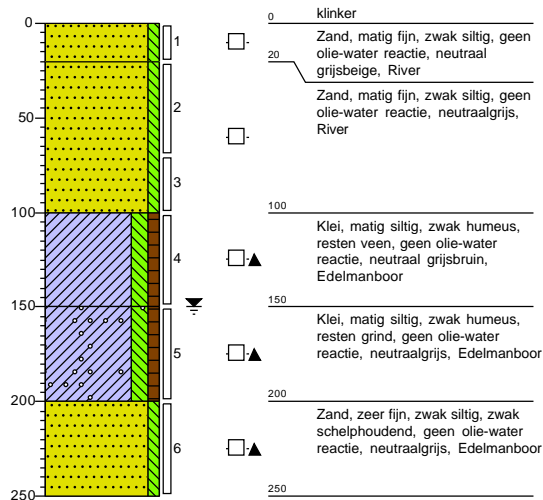 0
50
100
150
200
250
1
2
3
4
5
6
0
klinker
Zand, matig fijn, zwak siltig, geen
olie-water reactie, neutraal
grijsbeige, River
20
Zand, matig fijn, zwak siltig, geen
olie-water reactie, neutraalgrijs,
River
100
Klei, matig siltig, zwak humeus,
resten veen, geen olie-water
reactie, neutraal grijsbruin,
Edelmanboor
150
Klei, matig siltig, zwak humeus,
resten grind, geen olie-water
reactie, neutraalgrijs, Edelmanboor
200
Zand, zeer fijn, zwak siltig, zwak
schelphoudend, geen olie-water
reactie, neutraalgrijs, Edelmanboor
250